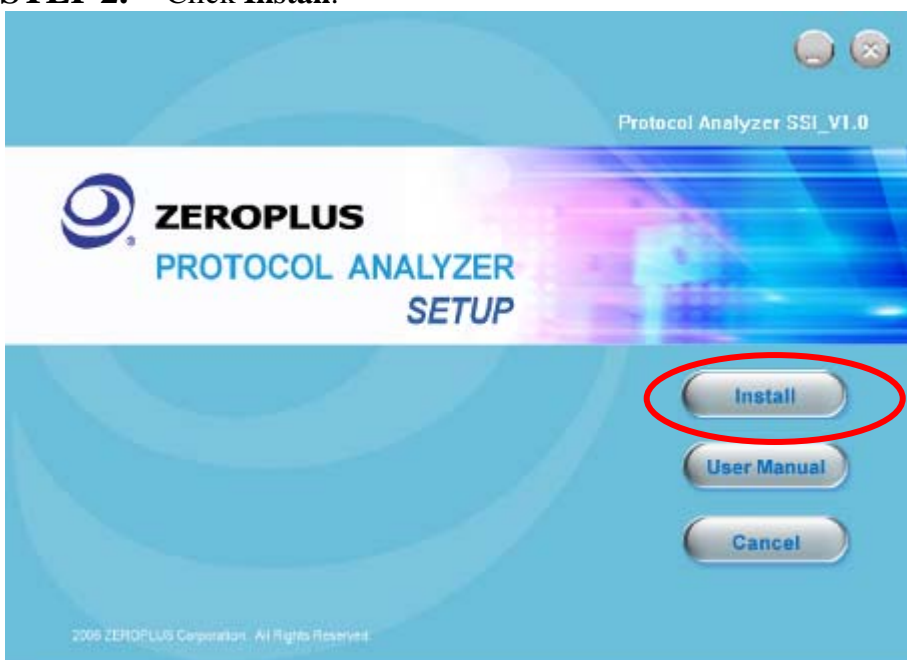 STEP 2. Click Install.
Protocol Analyzer SSI_V1.0
ZEROPLUS
®
PROTOCOL ANALYZER
SETUP
Install
User Manual
Cancel
2006 ZEROPLUS Corporation. All Rights Reserved.